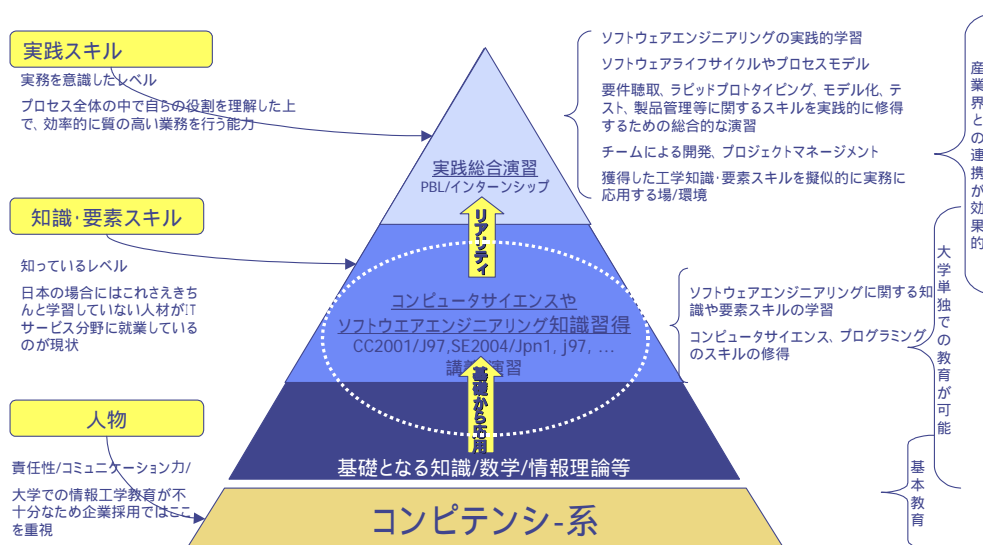 実践スキル
実務を意識したレベル
プロセス全体の中で自らの役割を理解した上
で、効率的に質の高い業務を行う能力
知識･要素スキル
知っているレベル
日本の場合にはこれさえきち
んと学習していない人材がIT
サービス分野に就業している
のが現状
人物
責任性/コミュニケーション力/
大学での情報工学教育が不
十分なため企業採用ではここ
を重視
実践総合演習
PBL/インターンシップ
リアリティ
コンピュータサイエンスや
ソフトウエアエンジニアリング知識習得
CC2001/J97,SE2004/Jpn1, j97, …
講義 演習
基礎から応用
基礎となる知識/数学/情報理論等
コンピテンシ-系
ソフトウェアエンジニアリングの実践的学習
ソフトウェアライフサイクルやプロセスモデル
要件聴取、ラピッドプロトタイピング、モデル化、テ
スト、製品管理等に関するスキルを実践的に修得
するための総合的な演習
チームによる開発、プロジェクトマネージメント
獲得した工学知識･要素スキルを擬似的に実務に
応用する場/環境
ソフトウェアエンジニアリングに関する知
識や要素スキルの学習
コンピュータサイエンス、プログラミング
のスキルの修得
産業界との連携が効果的
大学単独での教育が可能
基本教育